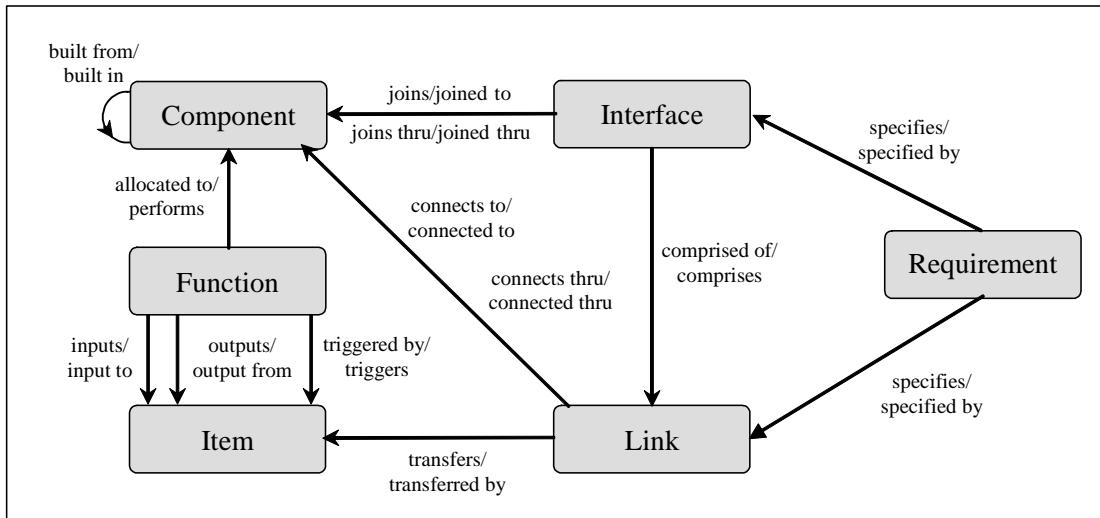 built from/
built in
Component
joins/joined to
joins thru/joined thru
Interface
specifies/
specified by
allocated to/
performs
connects to/
connected to
comprised of/
comprises
Requirement
Function
connects thru/
connected thru
inputs/
input to
outputs/
output from
triggered by/
triggers
specifies/
specified by
Item
transfers/
transferred by
Link